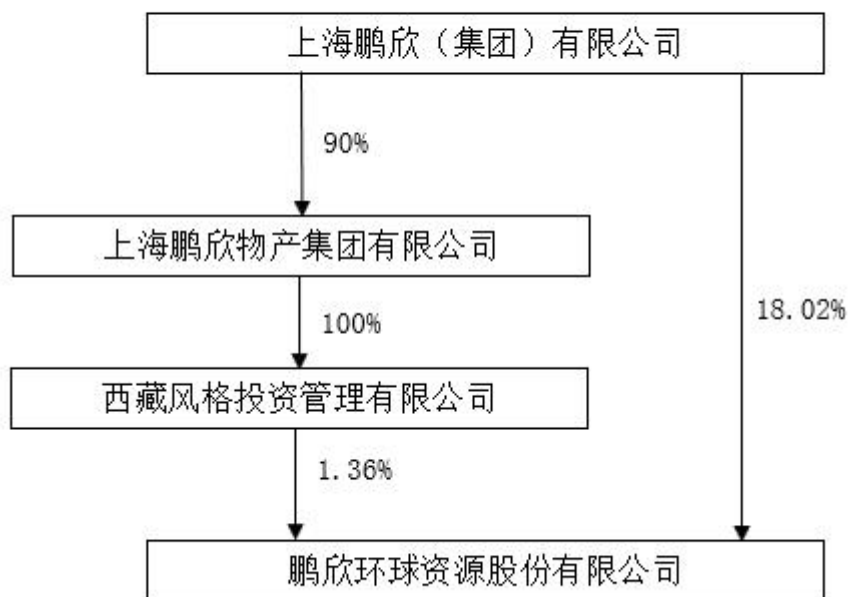 上海鹏欣（集团）有限公司
90%
上海鹏欣物产集团有限公司
18.02%
100%
西藏风格投资管理有限公司
1.36%
鹏欣环球资源股份有限公司